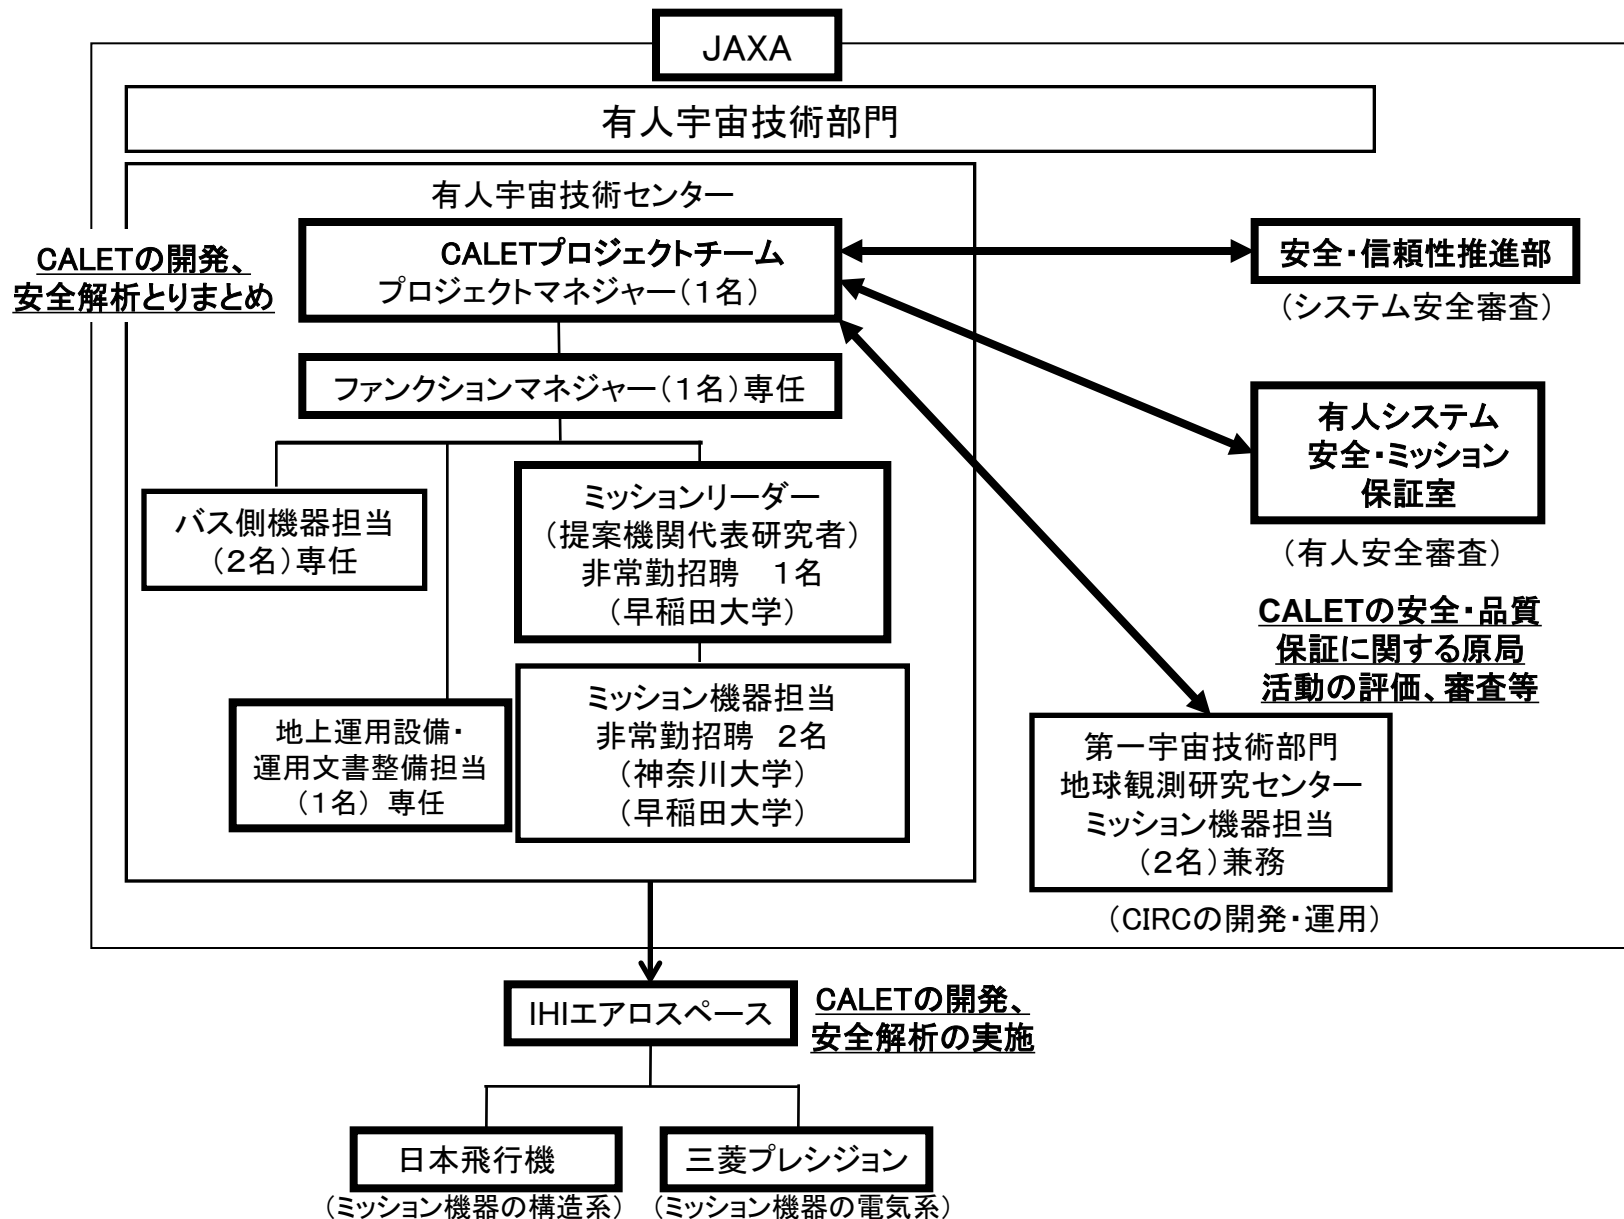 JAXA
有人宇宙技術部門
有人宇宙技術センター
CALETの開発、
安全解析とりまとめ
CALETプロジェクトチーム
プロジェクトマネジャー(1名)
安全・信頼性推進部
(システム安全審査)
ファンクションマネジャー(1名)専任
有人システム
安全・ミッション
保証室
(有人安全審査)
バス側機器担当
(2名)専任
ミッションリーダー
(提案機関代表研究者)
非常勤招聘 1名
(早稲田大学)
CALETの安全・品質
保証に関する原局
活動の評価、審査等
地上運用設備・
運用文書整備担当
(1名) 専任
ミッション機器担当
非常勤招聘 2名
(神奈川大学)
(早稲田大学)
第一宇宙技術部門
地球観測研究センター
ミッション機器担当
(2名)兼務
(CIRCの開発・運用)
IHIエアロスペース
CALETの開発、
安全解析の実施
日本飛行機
(ミッション機器の構造系)
三菱プレシジョン
(ミッション機器の電気系)